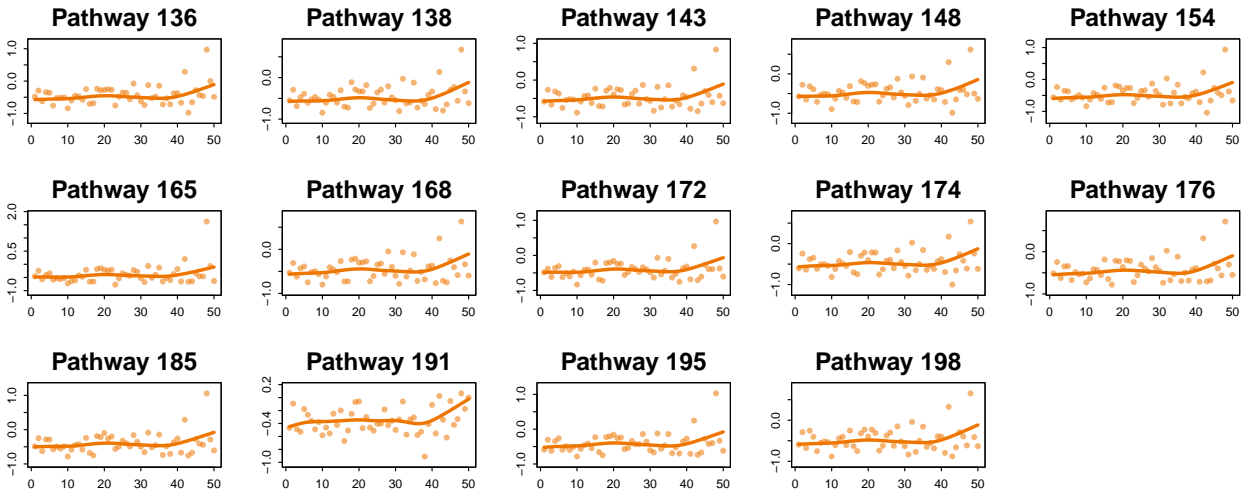 Pathway 136 Pathway 138 Pathway 143 Pathway 148 Pathway 154
1.0 0.0 −1.0 0.0 −1.0 1.0 0.0 −1.0 0.0 −1.0 1.0 0.0 −1.0
0 10 20 30 40 50 0 10 20 30 40 50 0 10 20 30 40 50 0 10 20 30 40 50 0 10 20 30 40 50
Pathway 165 Pathway 168 Pathway 172 Pathway 174 Pathway 176
2.0 0.5 −1.0 0.0 −1.0 1.0 0.0 −1.0 0.0 −1.0 0.0 −1.0
0 10 20 30 40 50 0 10 20 30 40 50 0 10 20 30 40 50 0 10 20 30 40 50 0 10 20 30 40 50
Pathway 185 Pathway 191 Pathway 195 Pathway 198
1.0 0.0 −1.0 0.2 −0.4 −1.0 1.0 0.0 −1.0 0.0 −1.0
0 10 20 30 40 50 0 10 20 30 40 50 0 10 20 30 40 50 0 10 20 30 40 50